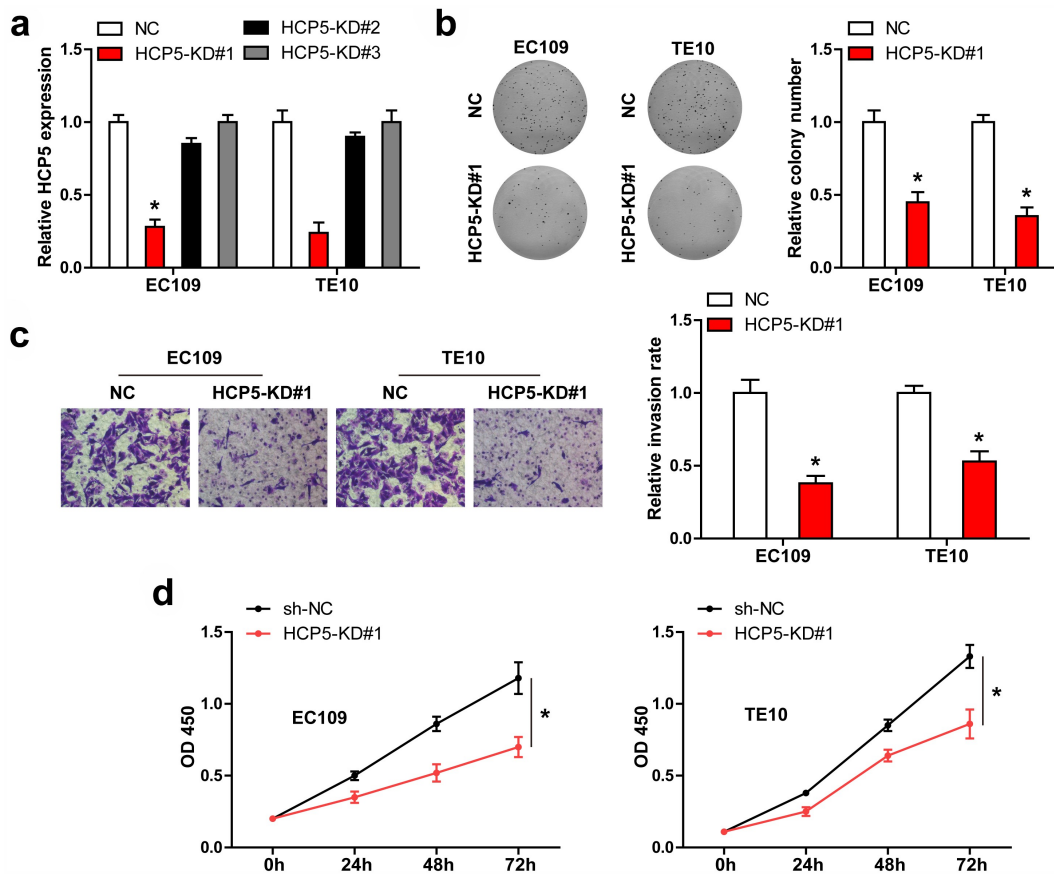 a
NC
HCP5-KD#1
HCP5-KD#2
HCP5-KD#3
Relative HCP5 expression
1.5
1.0
0.5
0.0
*
EC109
TE10
b
EC109
TE10
NC
NC
HCP5-KD#1
HCP5-KD#1
NC
HCP5-KD#1
Relative colony number
1.5
1.0
0.5
0.0
*
*
EC109
TE10
c
EC109
TE10
NC
HCP5-KD#1
NC
HCP5-KD#1
NC
HCP5-KD#1
Relative invasion rate
1.5
1.0
0.5
0.0
*
*
EC109
TE10
d
sh-NC
HCP5-KD#1
OD 450
1.5
1.0
0.5
0.0
EC109
*
0h
24h
48h
72h
sh-NC
HCP5-KD#1
OD 450
1.5
1.0
0.5
0.0
TE10
*
0h
24h
48h
72h